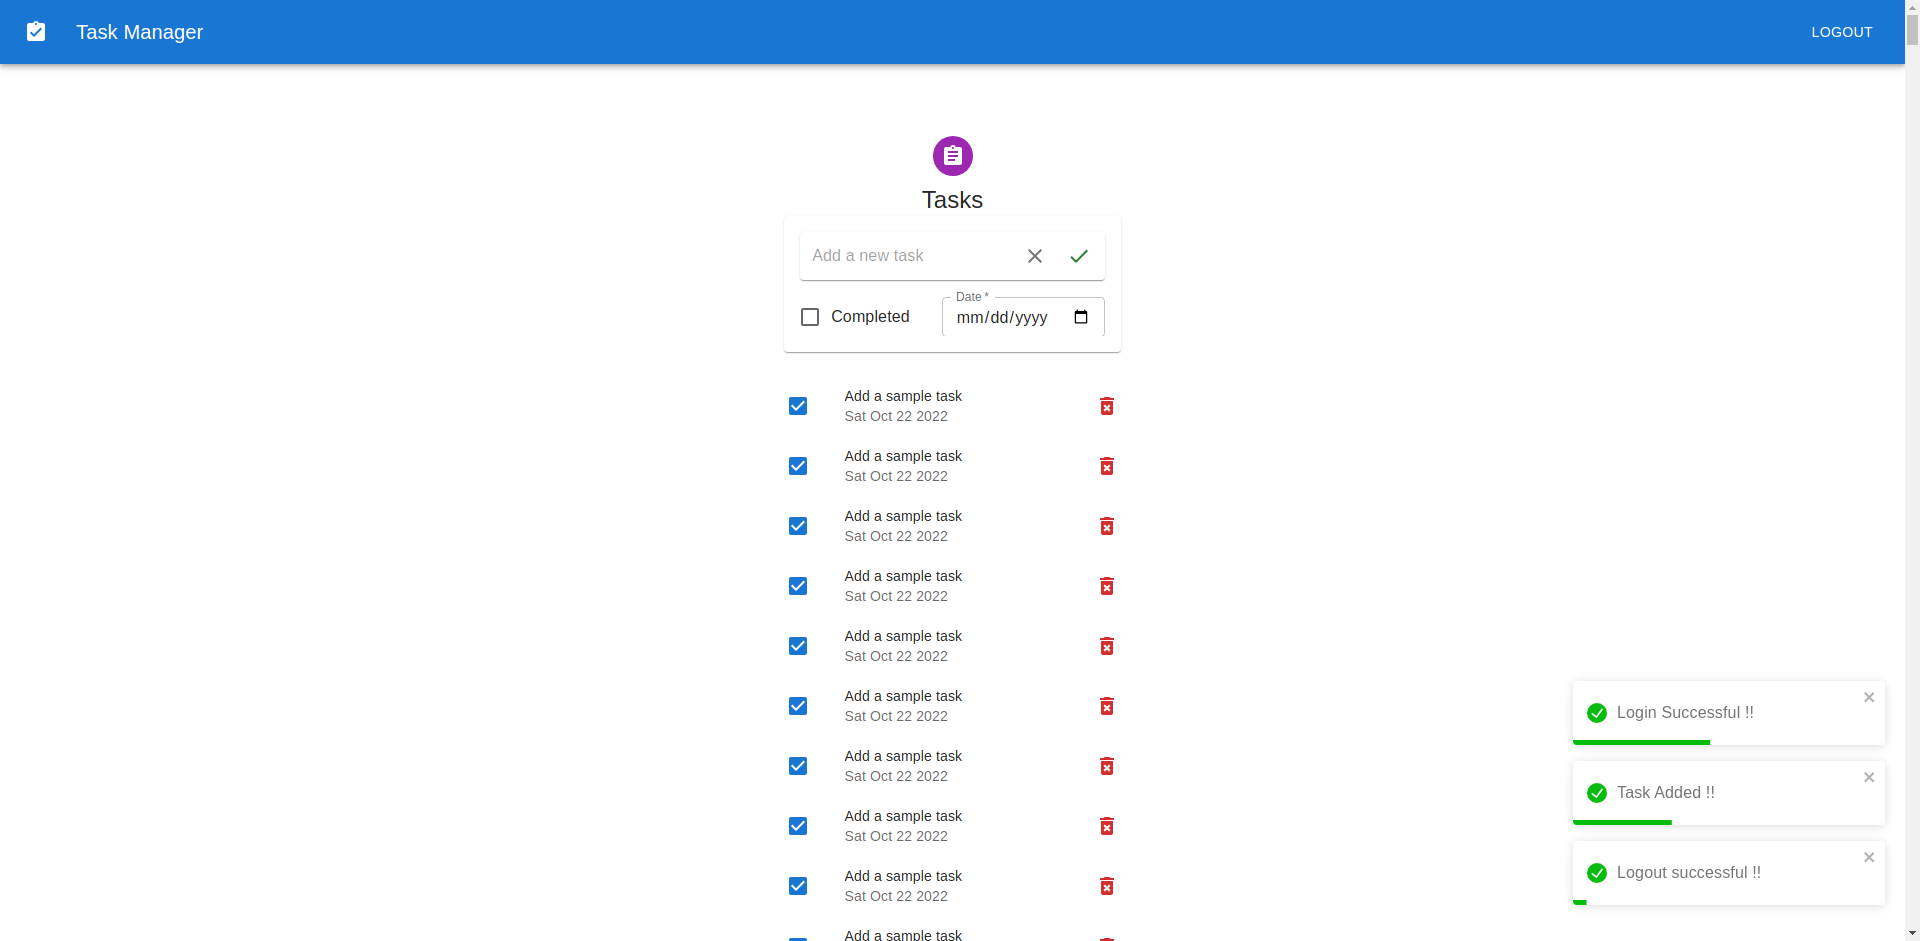 Task Manager
LOGOUT
Tasks
Add a new task
Completed
Date *
mm/dd/yyyy
Add a sample task
Sat Oct 22 2022
Add a sample task
Sat Oct 22 2022
Add a sample task
Sat Oct 22 2022
Add a sample task
Sat Oct 22 2022
Add a sample task
Sat Oct 22 2022
Add a sample task
Sat Oct 22 2022
Add a sample task
Sat Oct 22 2022
Add a sample task
Sat Oct 22 2022
Add a sample task
Sat Oct 22 2022
Add a sample task
Login Successful !!
Task Added !!
Logout successful !!